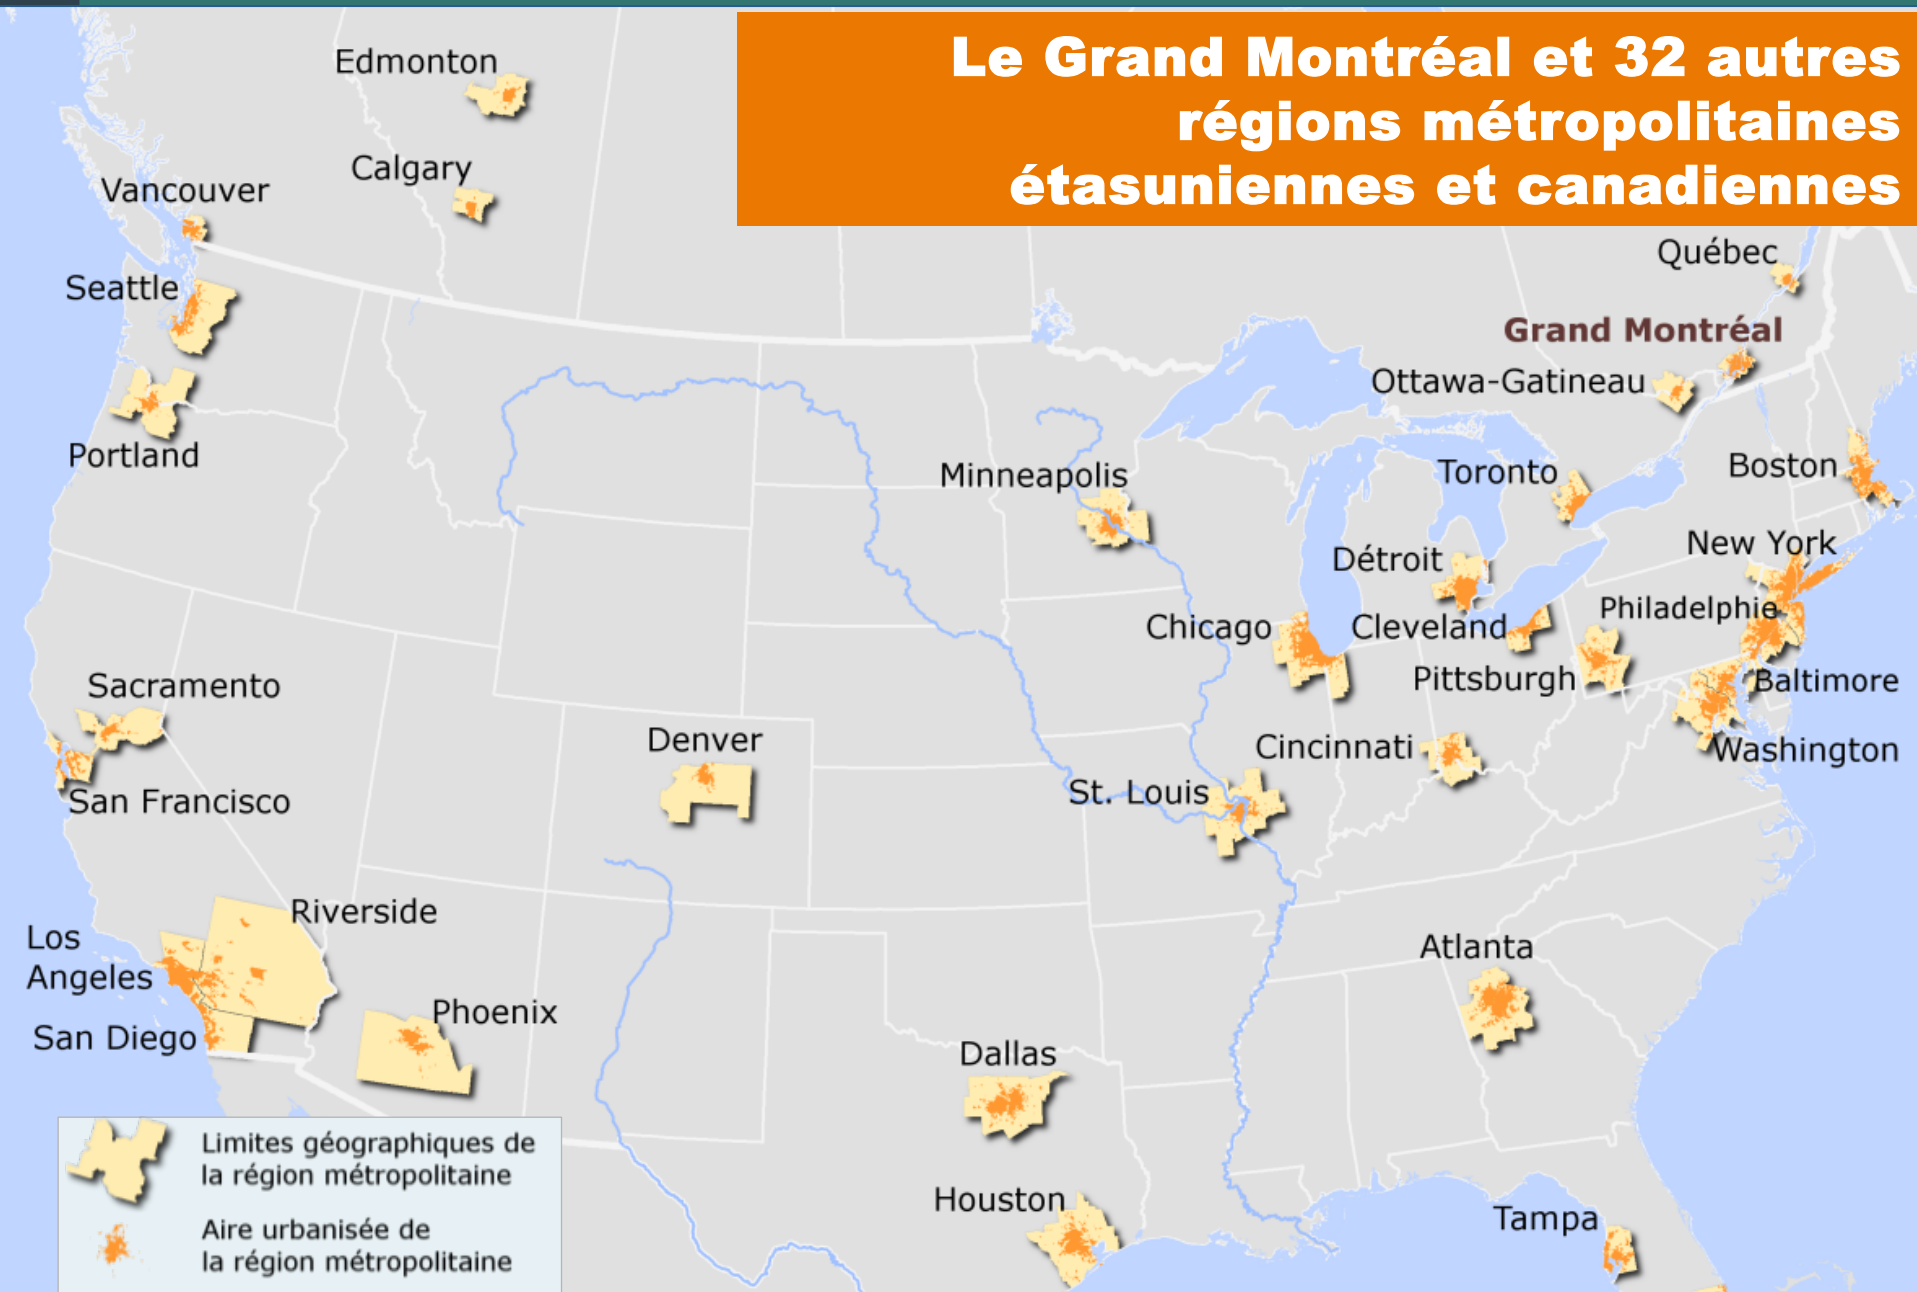 Le Grand Montréal et 32 autres
régions métropolitaines
étasuniennes et canadiennes
Edmonton
Calgary
Vancouver
Seattle
Portland
Québec
Grand Montréal
Ottawa-Gatineau
Minneapolis
Toronto
Boston
New York
Détroit
Philadelphie
Chicago
Cleveland
Pittsburgh
Baltimore
Sacramento
Denver
Cincinnati
Washington
St. Louis
San Francisco
Riverside
Los
Angeles
Atlanta
Phoenix
San Diego
Dallas
Houston
Tampa
Limites géographiques de
la région métropolitaine
Aire urbanisée de
la région métropolitaine